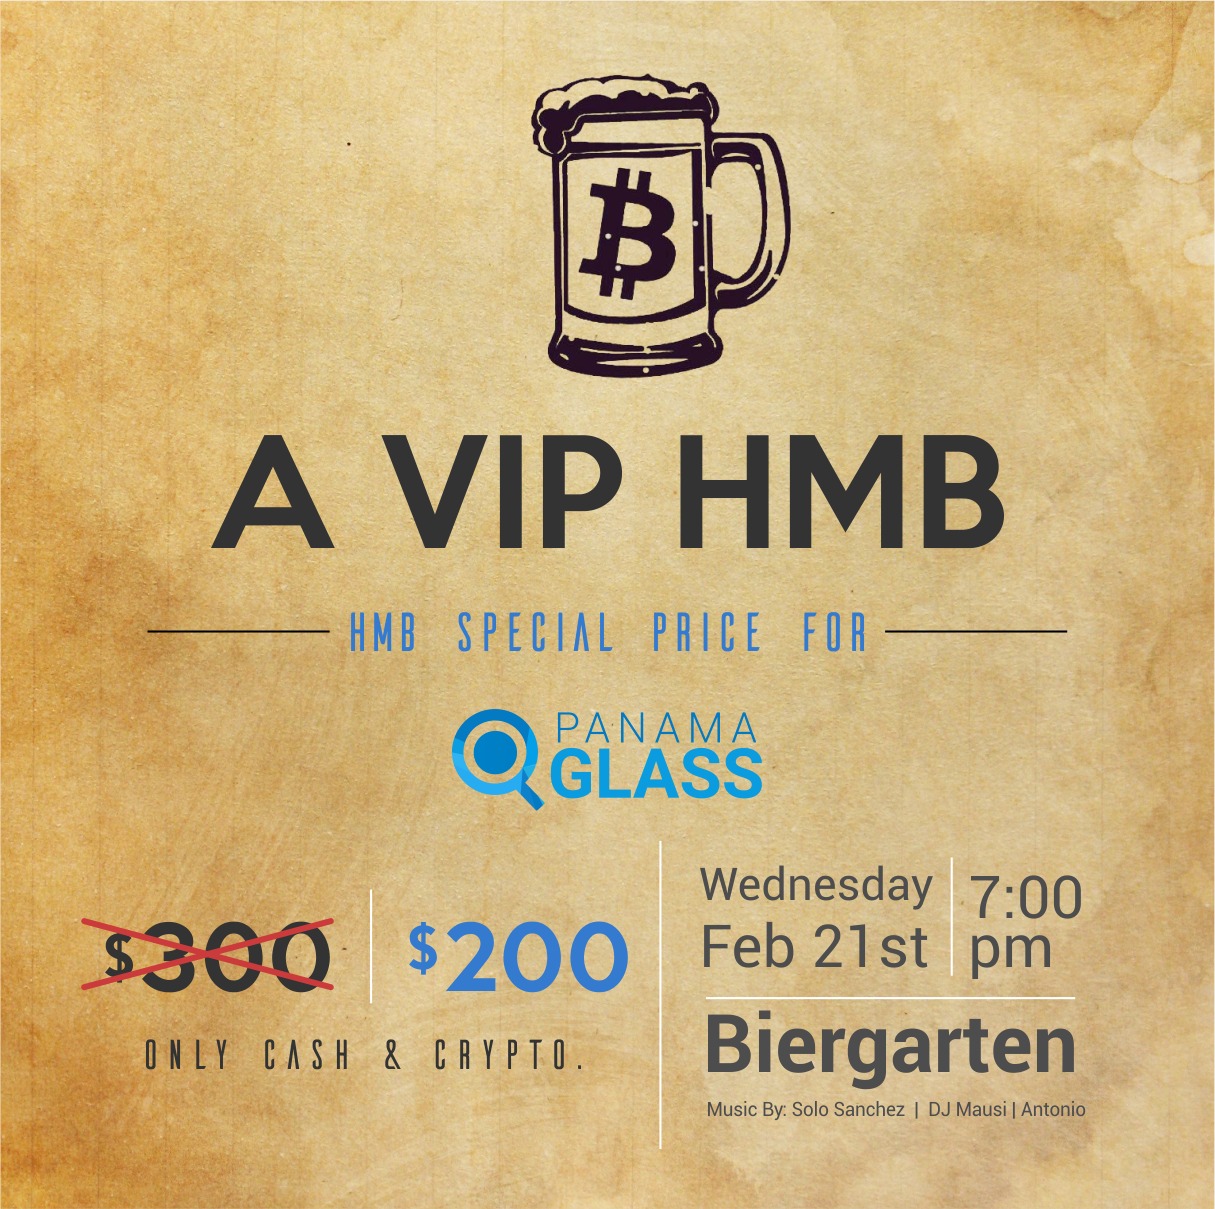 A VIP HMB
HMB SPECIAL PRICE FOR
PANAMA
GLASS
$300
$200
ONLY CASH & CRYPTO.
Wednesday
Feb 21st
7:00
pm
Biergarten
Music By: Solo Sanchez | DJ Mausi | Antonio